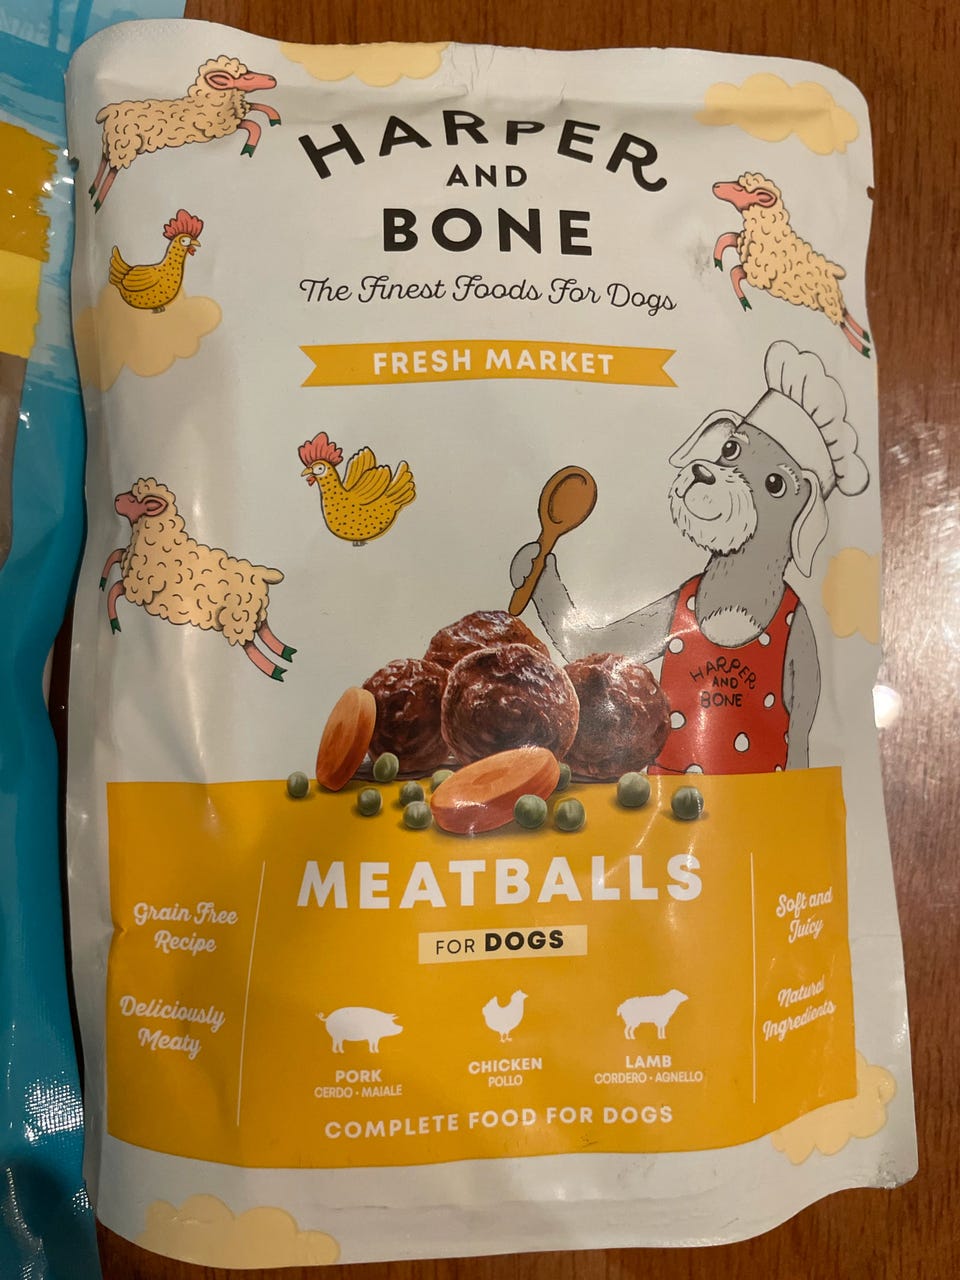 HARPER
AND
BONE
The Finest Foods For Dogs
FRESH MARKET
HARPER
AND
BONE
MEATBALLS
FOR DOGS
Grain Free
Recipe
Deliciously
Meaty
Soft and
Juicy
Natural
Ingredients
PORK
CERDO • MAIALE
CHICKEN
POLLO
LAMB
CORDERO • AGNELLO
COMPLETE FOOD FOR DOGS